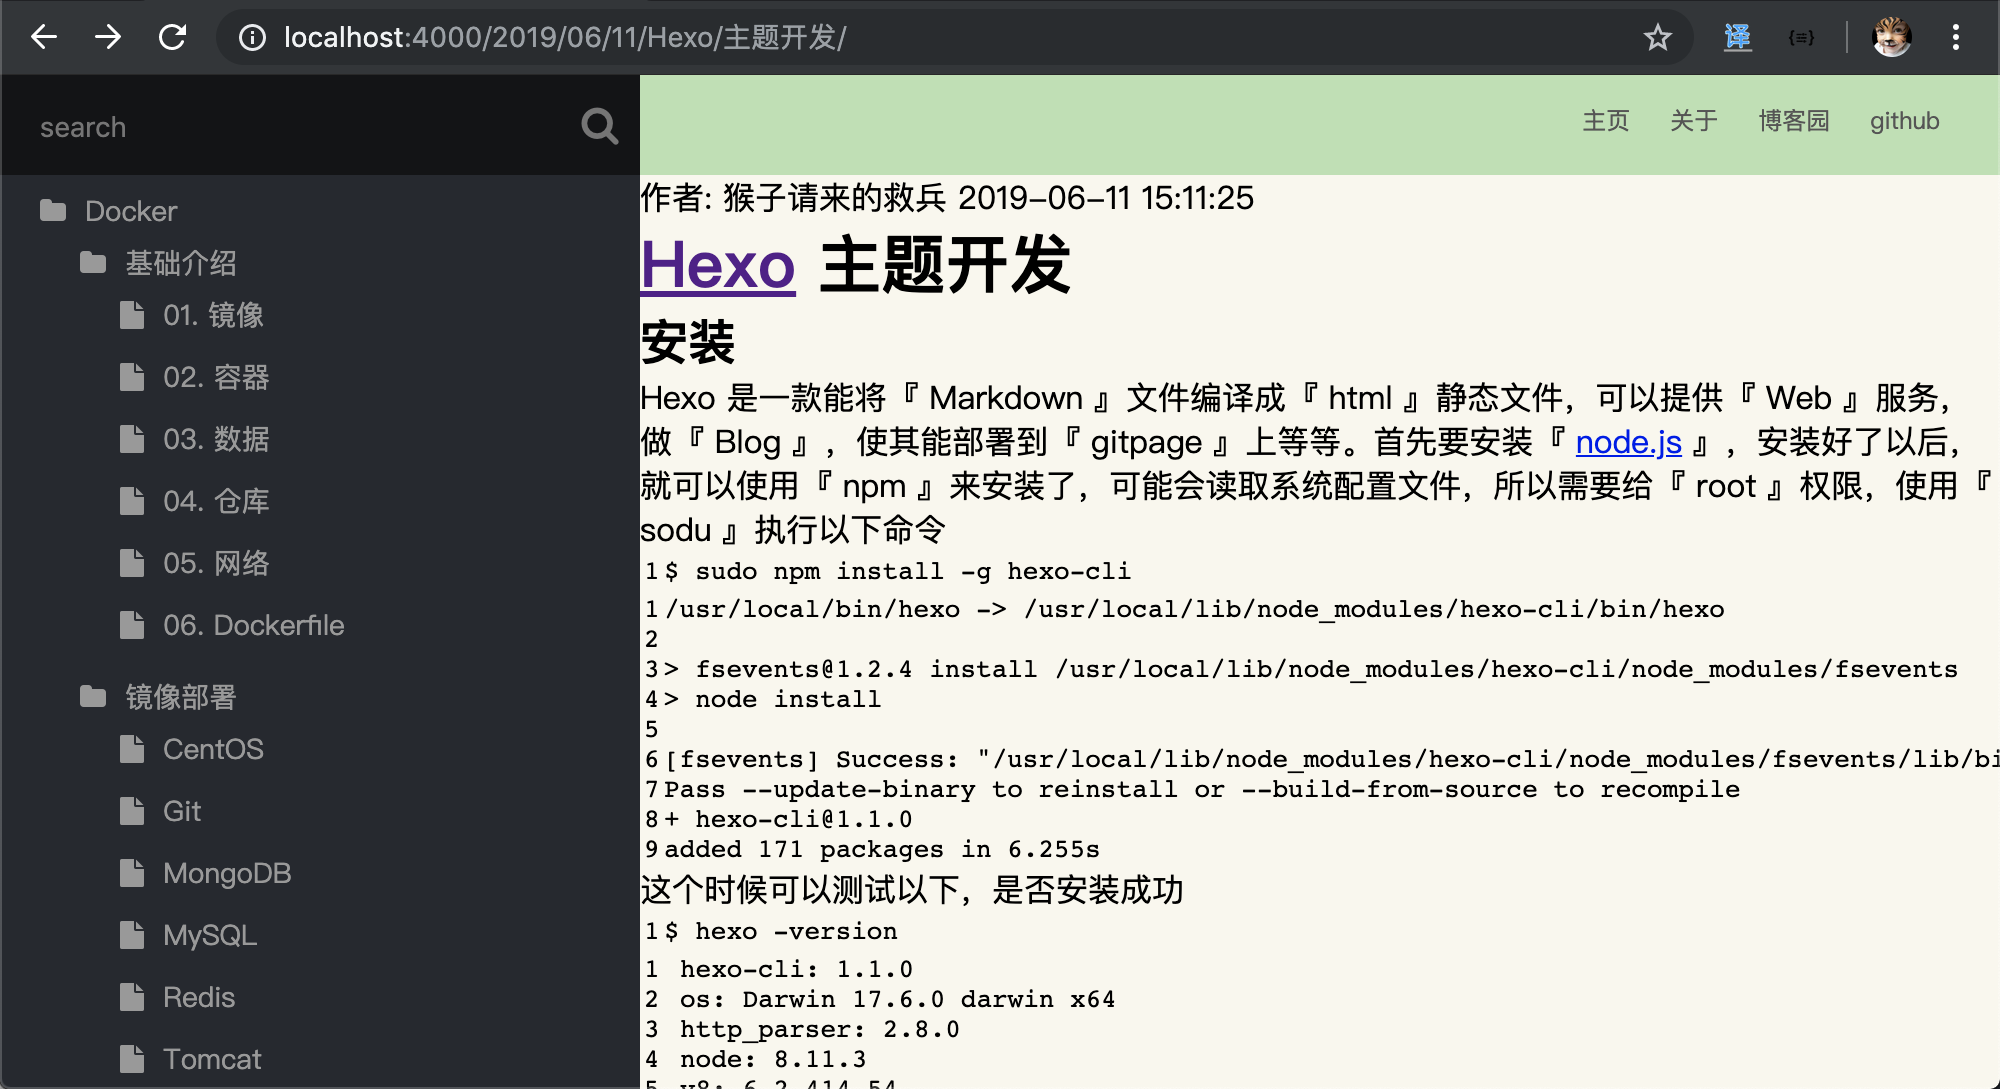 localhost:4000/2019/06/11/Hexo/主题开发/
译
search
主页 关于 博客园 github
Docker
基础介绍
01. 镜像
02. 容器
03. 数据
04. 仓库
05. 网络
06. Dockerfile
镜像部署
CentOS
Git
MongoDB
MySQL
Redis
Tomcat
作者: 猴子请来的救兵 2019-06-11 15:11:25
Hexo 主题开发
安装
Hexo 是一款能将『 Markdown 』文件编译成『 html 』静态文件，可以提供『 Web 』服务，
做『 Blog 』，使其能部署到『 gitpage 』上等等。首先要安装『 node.js 』，安装好了以后，
就可以使用『 npm 』来安装了，可能会读取系统配置文件，所以需要给『 root 』权限，使用『
sodu 』执行以下命令
1 $ sudo npm install -g hexo-cli
1 /usr/local/bin/hexo -> /usr/local/lib/node_modules/hexo-cli/bin/hexo
2
3 > fsevents@1.2.4 install /usr/local/lib/node_modules/hexo-cli/node_modules/fsevents
4 > node install
5
6 [fsevents] Success: "/usr/local/lib/node_modules/hexo-cli/node_modules/fsevents/lib/bi
7 Pass --update-binary to reinstall or --build-from-source to recompile
8 + hexo-cli@1.1.0
9 added 171 packages in 6.255s
这个时候可以测试以下，是否安装成功
1 $ hexo -version
1 hexo-cli: 1.1.0
2 os: Darwin 17.6.0 darwin x64
3 http_parser: 2.8.0
4 node: 8.11.3
5 v8: 6.2.414.54